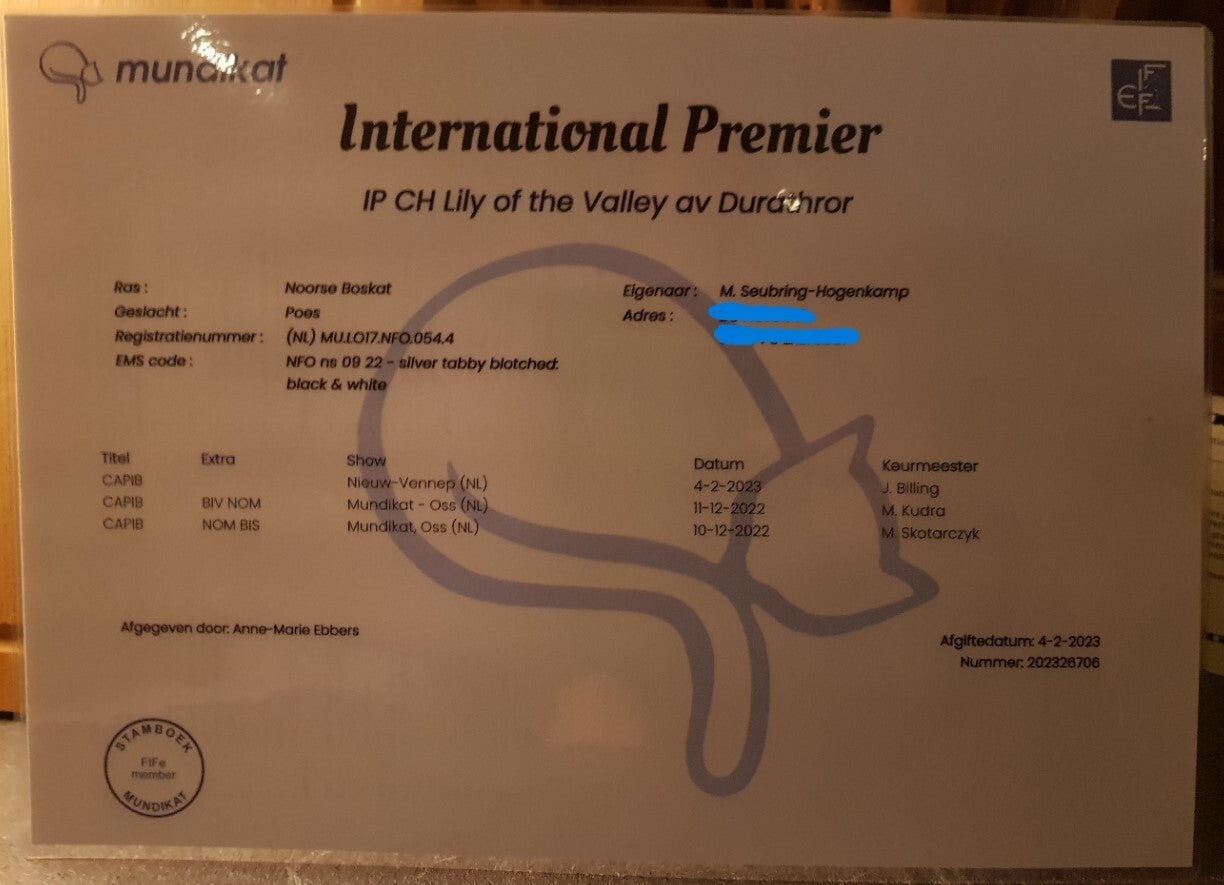 mundikat
FIFe
International Premier
IP CH Lily of the Valley av Durathror
Ras : Noorse Boskat
Geslacht : Poes
Registratienummer : (NL) MU.LO17.NFO.054.4
EMS code : NFO ns 09 22 - silver tabby blotched:
black & white
Eigenaar : M. Seubring-Hogenkamp
Adres :
Titel Extra Show Datum Keurmeester
CAPIB Nieuw-Vennep (NL) 4-2-2023 J. Billing
CAPIB BIV NOM Mundikat - Oss (NL) 11-12-2022 M. Kudra
CAPIB NOM BIS Mundikat, Oss (NL) 10-12-2022 M. Skotarczyk
Afgegeven door: Anne-Marie Ebbers
Afgiftedatum: 4-2-2023
Nummer: 202326706
STAMBOEK
FIFe
member
MUNDIKAT